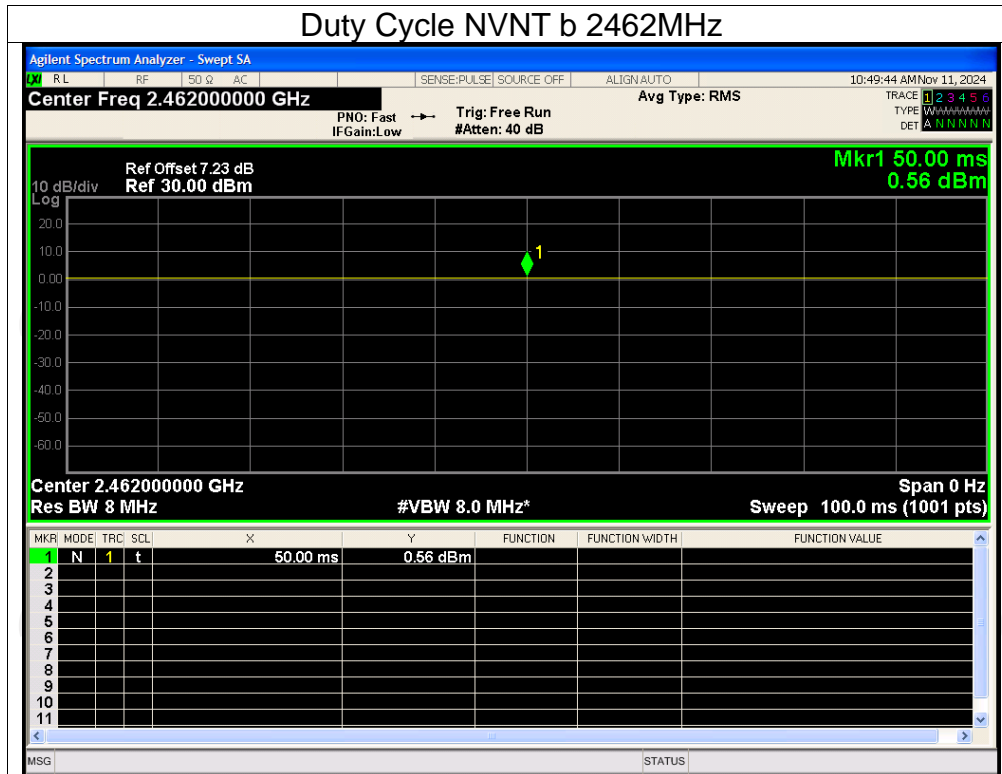 Duty Cycle NVNT b 2462MHz
Agilent Spectrum Analyzer - Swept SA
LXI RL RF 50 Ω AC SENSE:PULSE SOURCE OFF ALIGN AUTO 10:49:44 AM Nov 11, 2024
Center Freq 2.462000000 GHz Avg Type: RMS TRACE 1 2 3 4 5 6
PNO: Fast Trig: Free Run TYPE WWWWWW
IFGain:Low #Atten: 40 dB DET A N N N N N
Mkr1 50.00 ms
Ref Offset 7.23 dB
10 dB/div Ref 30.00 dBm 0.56 dBm
Log
20.0
10.0
1
0.00
-10.0
-20.0
-30.0
-40.0
-50.0
-60.0
Center 2.462000000 GHz Span 0 Hz
Res BW 8 MHz #VBW 8.0 MHz* Sweep 100.0 ms (1001 pts)
MKR MODE TRC SCL X Y FUNCTION FUNCTION WIDTH FUNCTION VALUE
1 N 1 t 50.00 ms 0.56 dBm
2
3
4
5
6
7
8
9
10
11
MSG STATUS